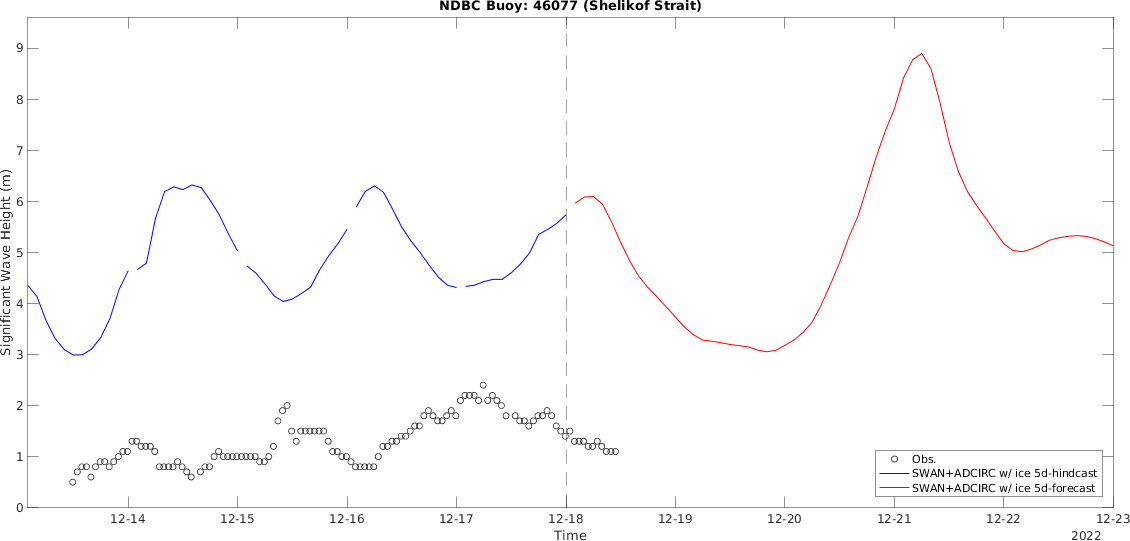 NDBC Buoy: 46077 (Shelikof Strait)
9
8
7
6
5
4
3
2
1
0
Significant Wave Height (m)
12-14 12-15 12-16 12-17 12-18 12-19 12-20 12-21 12-22 12-23
Time
2022
Obs.
SWAN+ADCIRC w/ ice 5d-hindcast
SWAN+ADCIRC w/ ice 5d-forecast